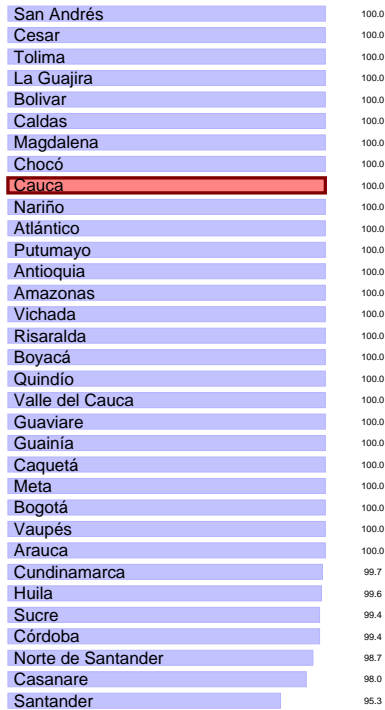 San Andrés 100.0
Cesar 100.0
Tolima 100.0
La Guajira 100.0
Bolivar 100.0
Caldas 100.0
Magdalena 100.0
Chocó 100.0
Cauca 100.0
Nariño 100.0
Atlántico 100.0
Putumayo 100.0
Antioquia 100.0
Amazonas 100.0
Vichada 100.0
Risaralda 100.0
Boyacá 100.0
Quindío 100.0
Valle del Cauca 100.0
Guaviare 100.0
Guainía 100.0
Caquetá 100.0
Meta 100.0
Bogotá 100.0
Vaupés 100.0
Arauca 100.0
Cundinamarca 99.7
Huila 99.6
Sucre 99.4
Córdoba 99.4
Norte de Santander 98.7
Casanare 98.0
Santander 95.3